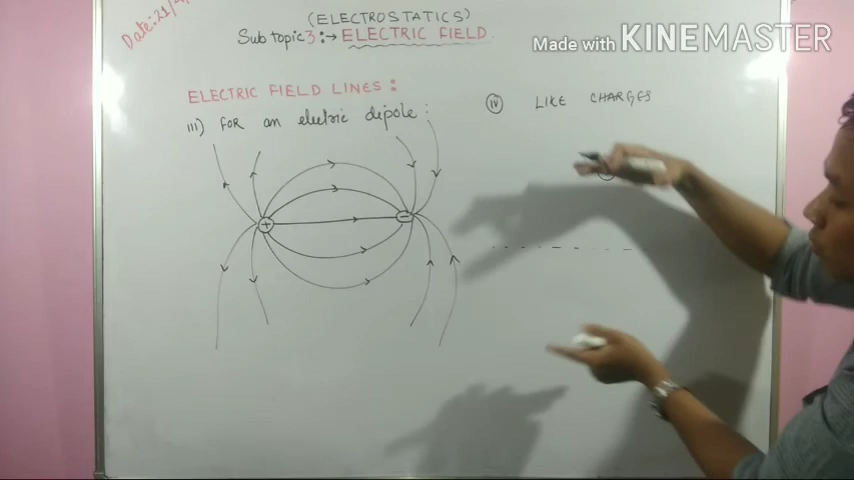 Date:21/4
(ELECTROSTATICS)
Sub topic 3 :→ ELECTRIC FIELD
Made with KINEMASTER
ELECTRIC FIELD LINES :
iii) FOR an electric dipole :
+
-
iv LIKE CHARGES